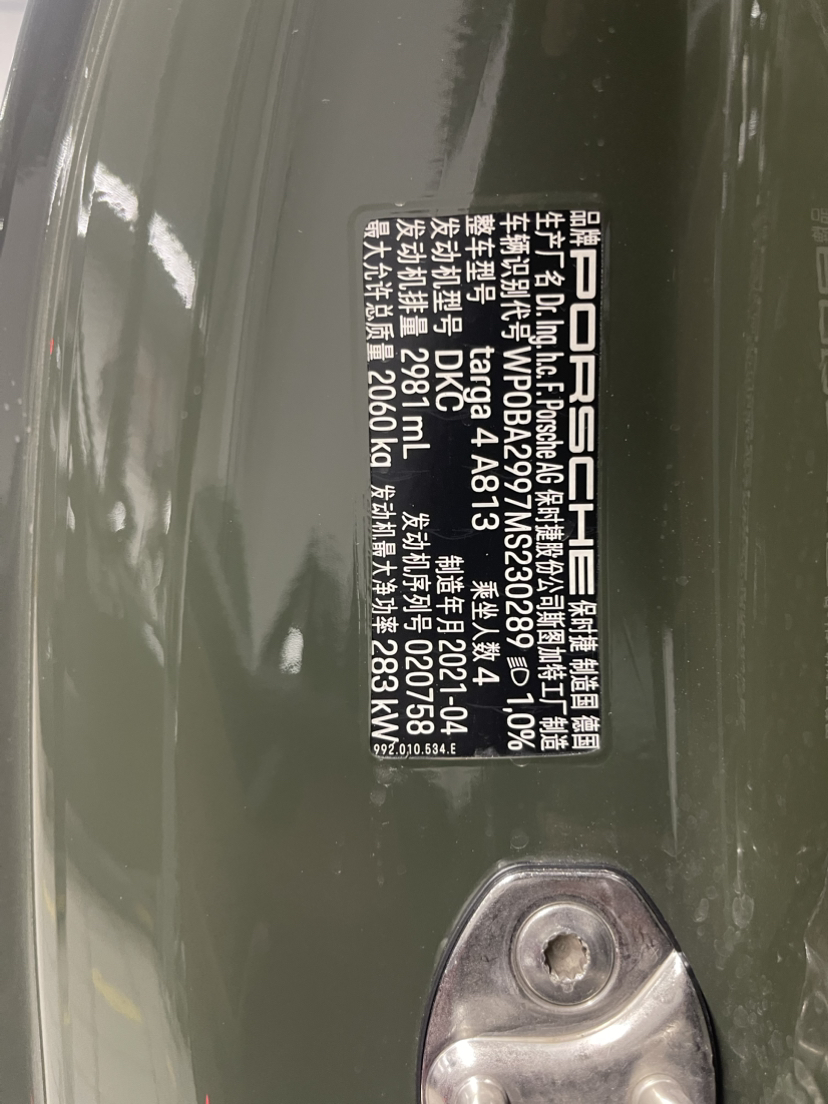 品牌 PORSCHE 保时捷 制造国 德国
生产厂名 Dr. Ing. h.c. F. Porsche AG 保时捷股份公司斯图加特工厂 制造
车辆识别代号 WP0BA2997MS230289 1,0%
整车型号 targa 4 A813 乘坐人数 4
发动机型号 DKC 制造年月 2021-04
发动机排量 2981 mL 发动机序列号 020758
最大允许总质量 2060 kg 发动机最大净功率 283 kW
992.010.534.E